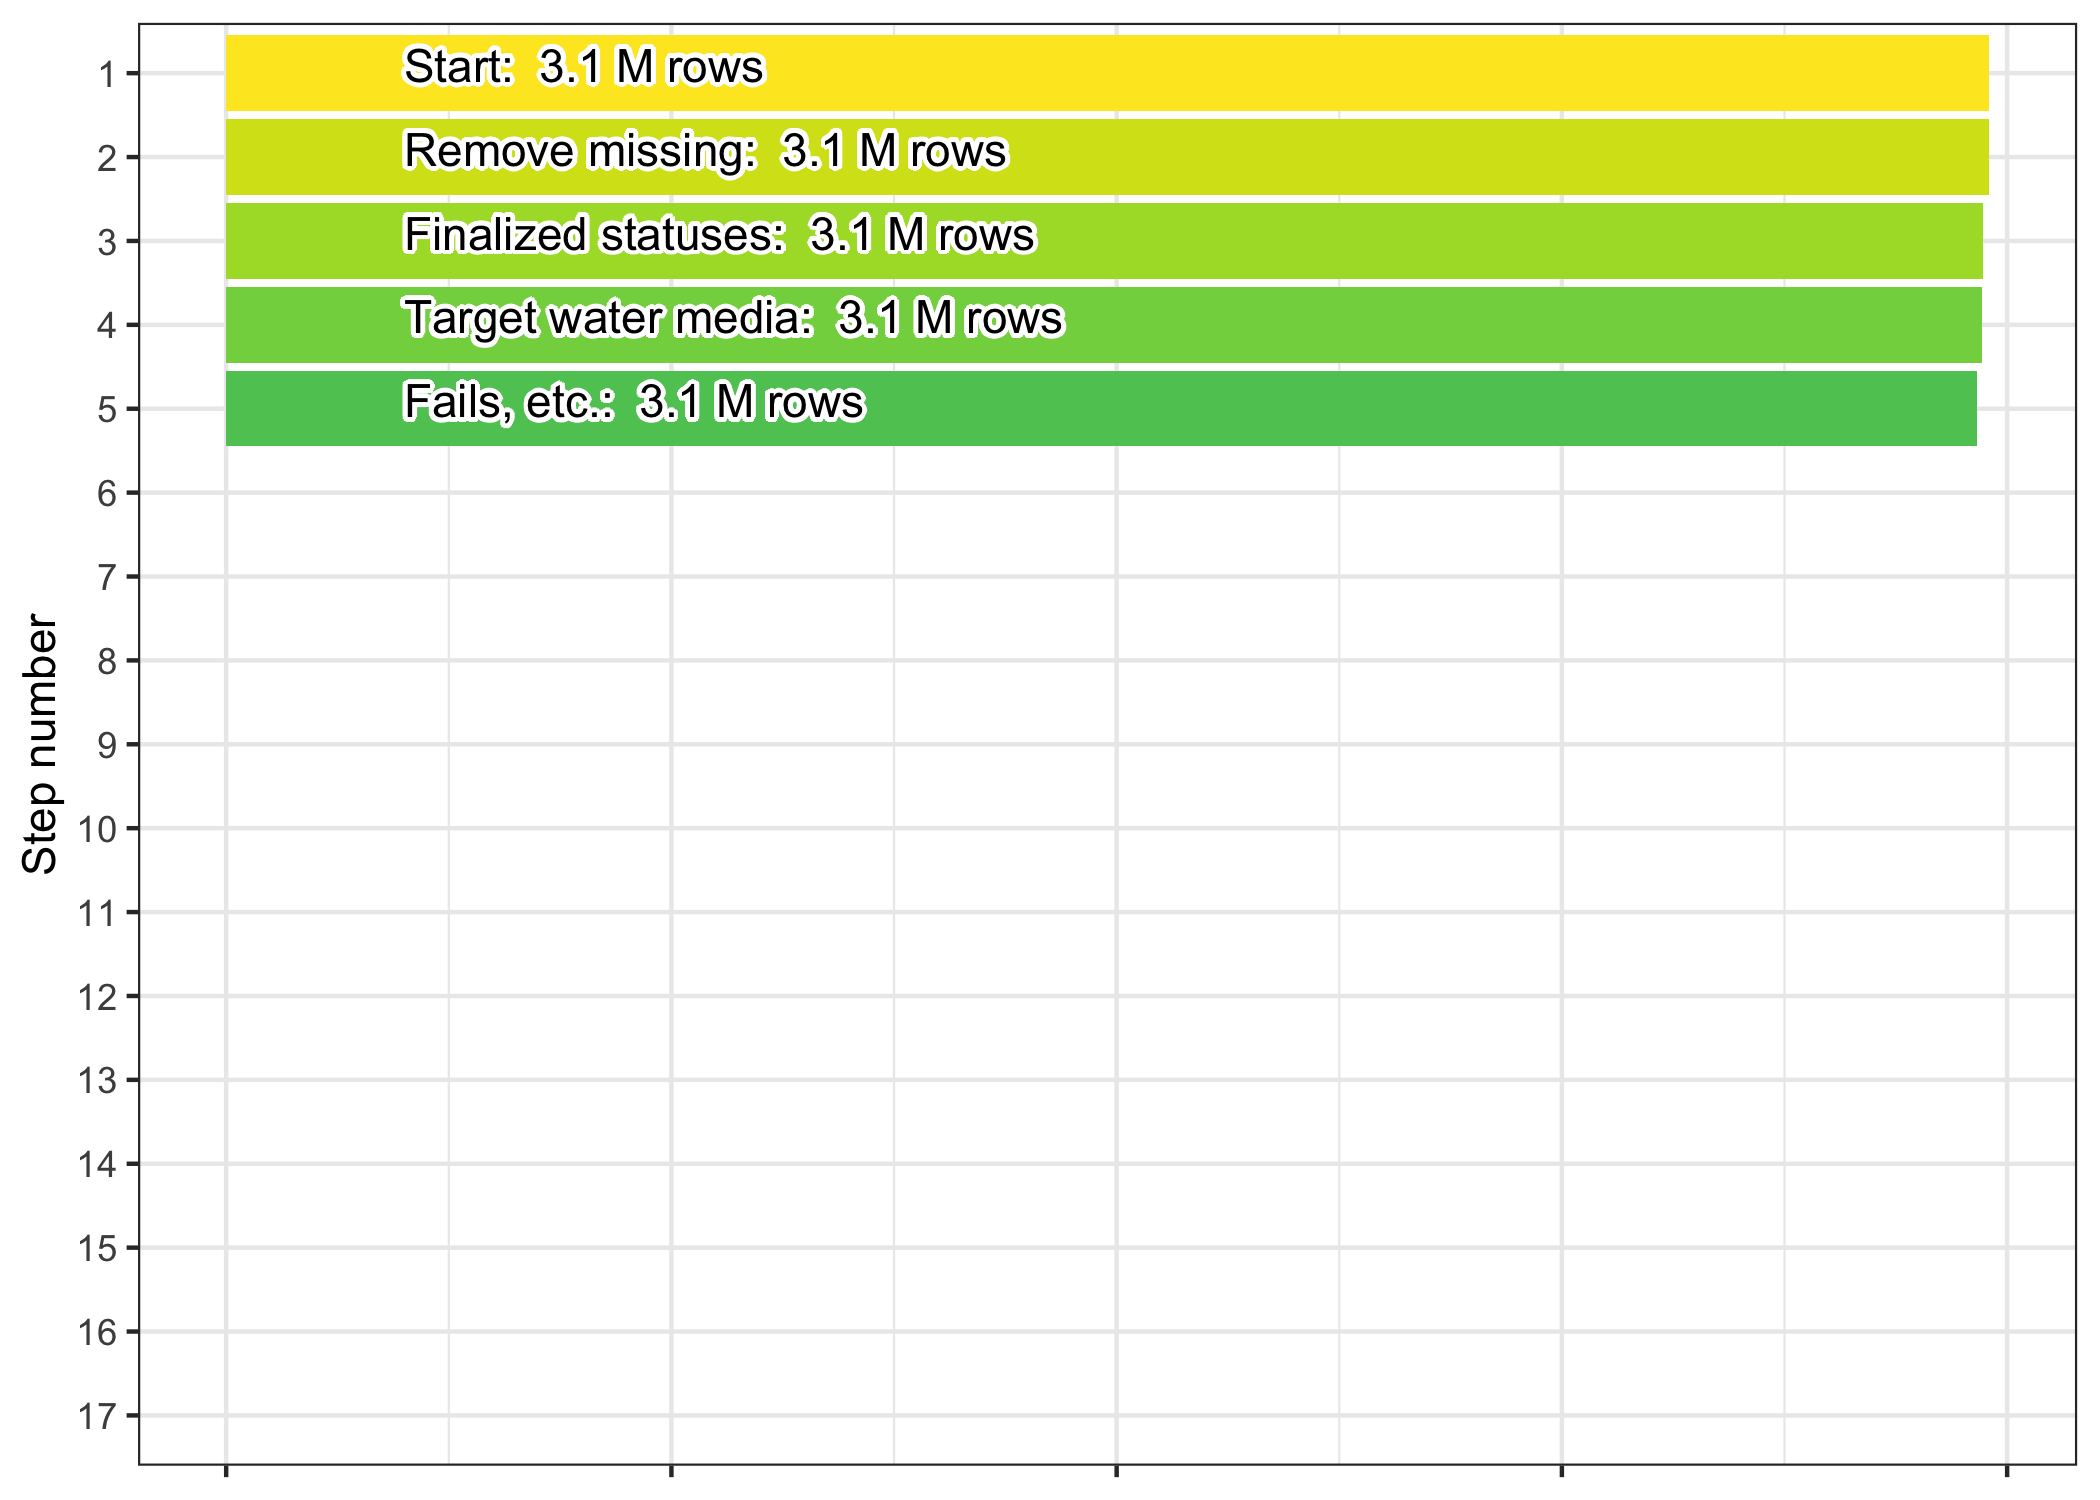 Step number
1
Start:  3.1 M rows
2
Remove missing:  3.1 M rows
3
Finalized statuses:  3.1 M rows
4
Target water media:  3.1 M rows
5
Fails, etc.:  3.1 M rows
6
7
8
9
10
11
12
13
14
15
16
17